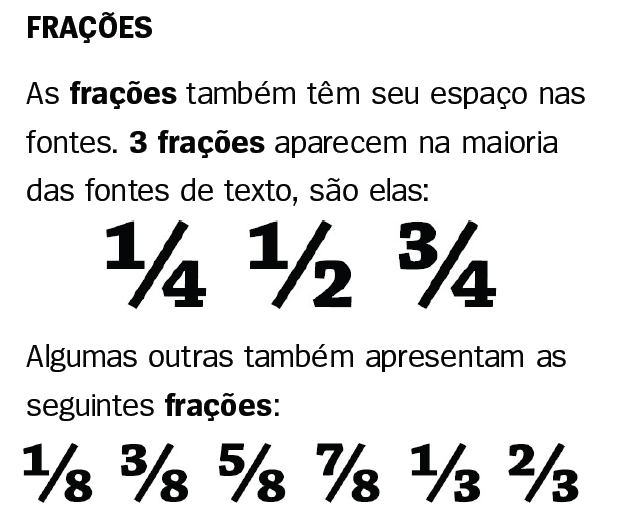 FRAÇÕES
As frações também têm seu espaço nas
fontes. 3 frações aparecem na maioria
das fontes de texto, são elas:
¼ ½ ¾
Algumas outras também apresentam as
seguintes frações:
⅛ ⅜ ⅝ ⅞ ⅓ ⅔